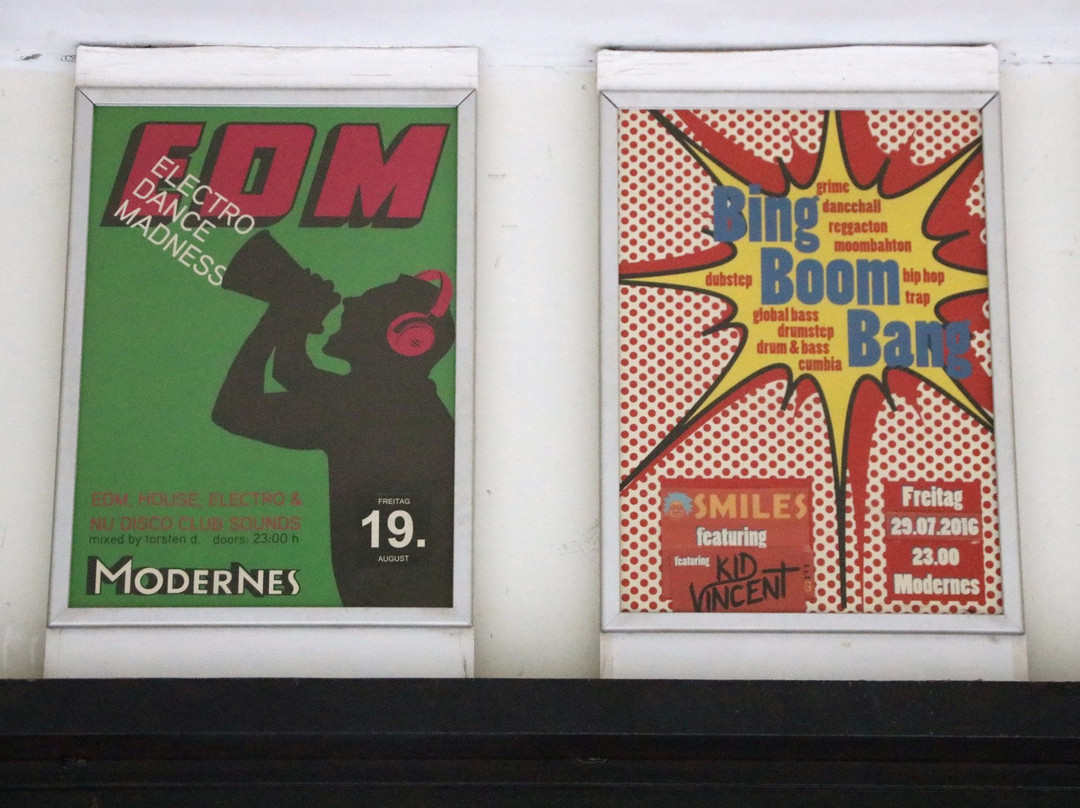 EDM
ELECTRO
DANCE
MADNESS
EDM, HOUSE, ELECTRO &
NU DISCO CLUB SOUNDS
mixed by torsten d. doors: 23:00 h
MODERNES
FREITAG
19.
AUGUST
Bing
Boom
Bang
grime
dancehall
reggaeton
moombahton
dubstep
hip hop
trap
global bass
drumstep
drum & bass
cumbia
SMILES
featuring
featuring
KID
VINCENT
Freitag
29.07.2016
23.00
Modernes